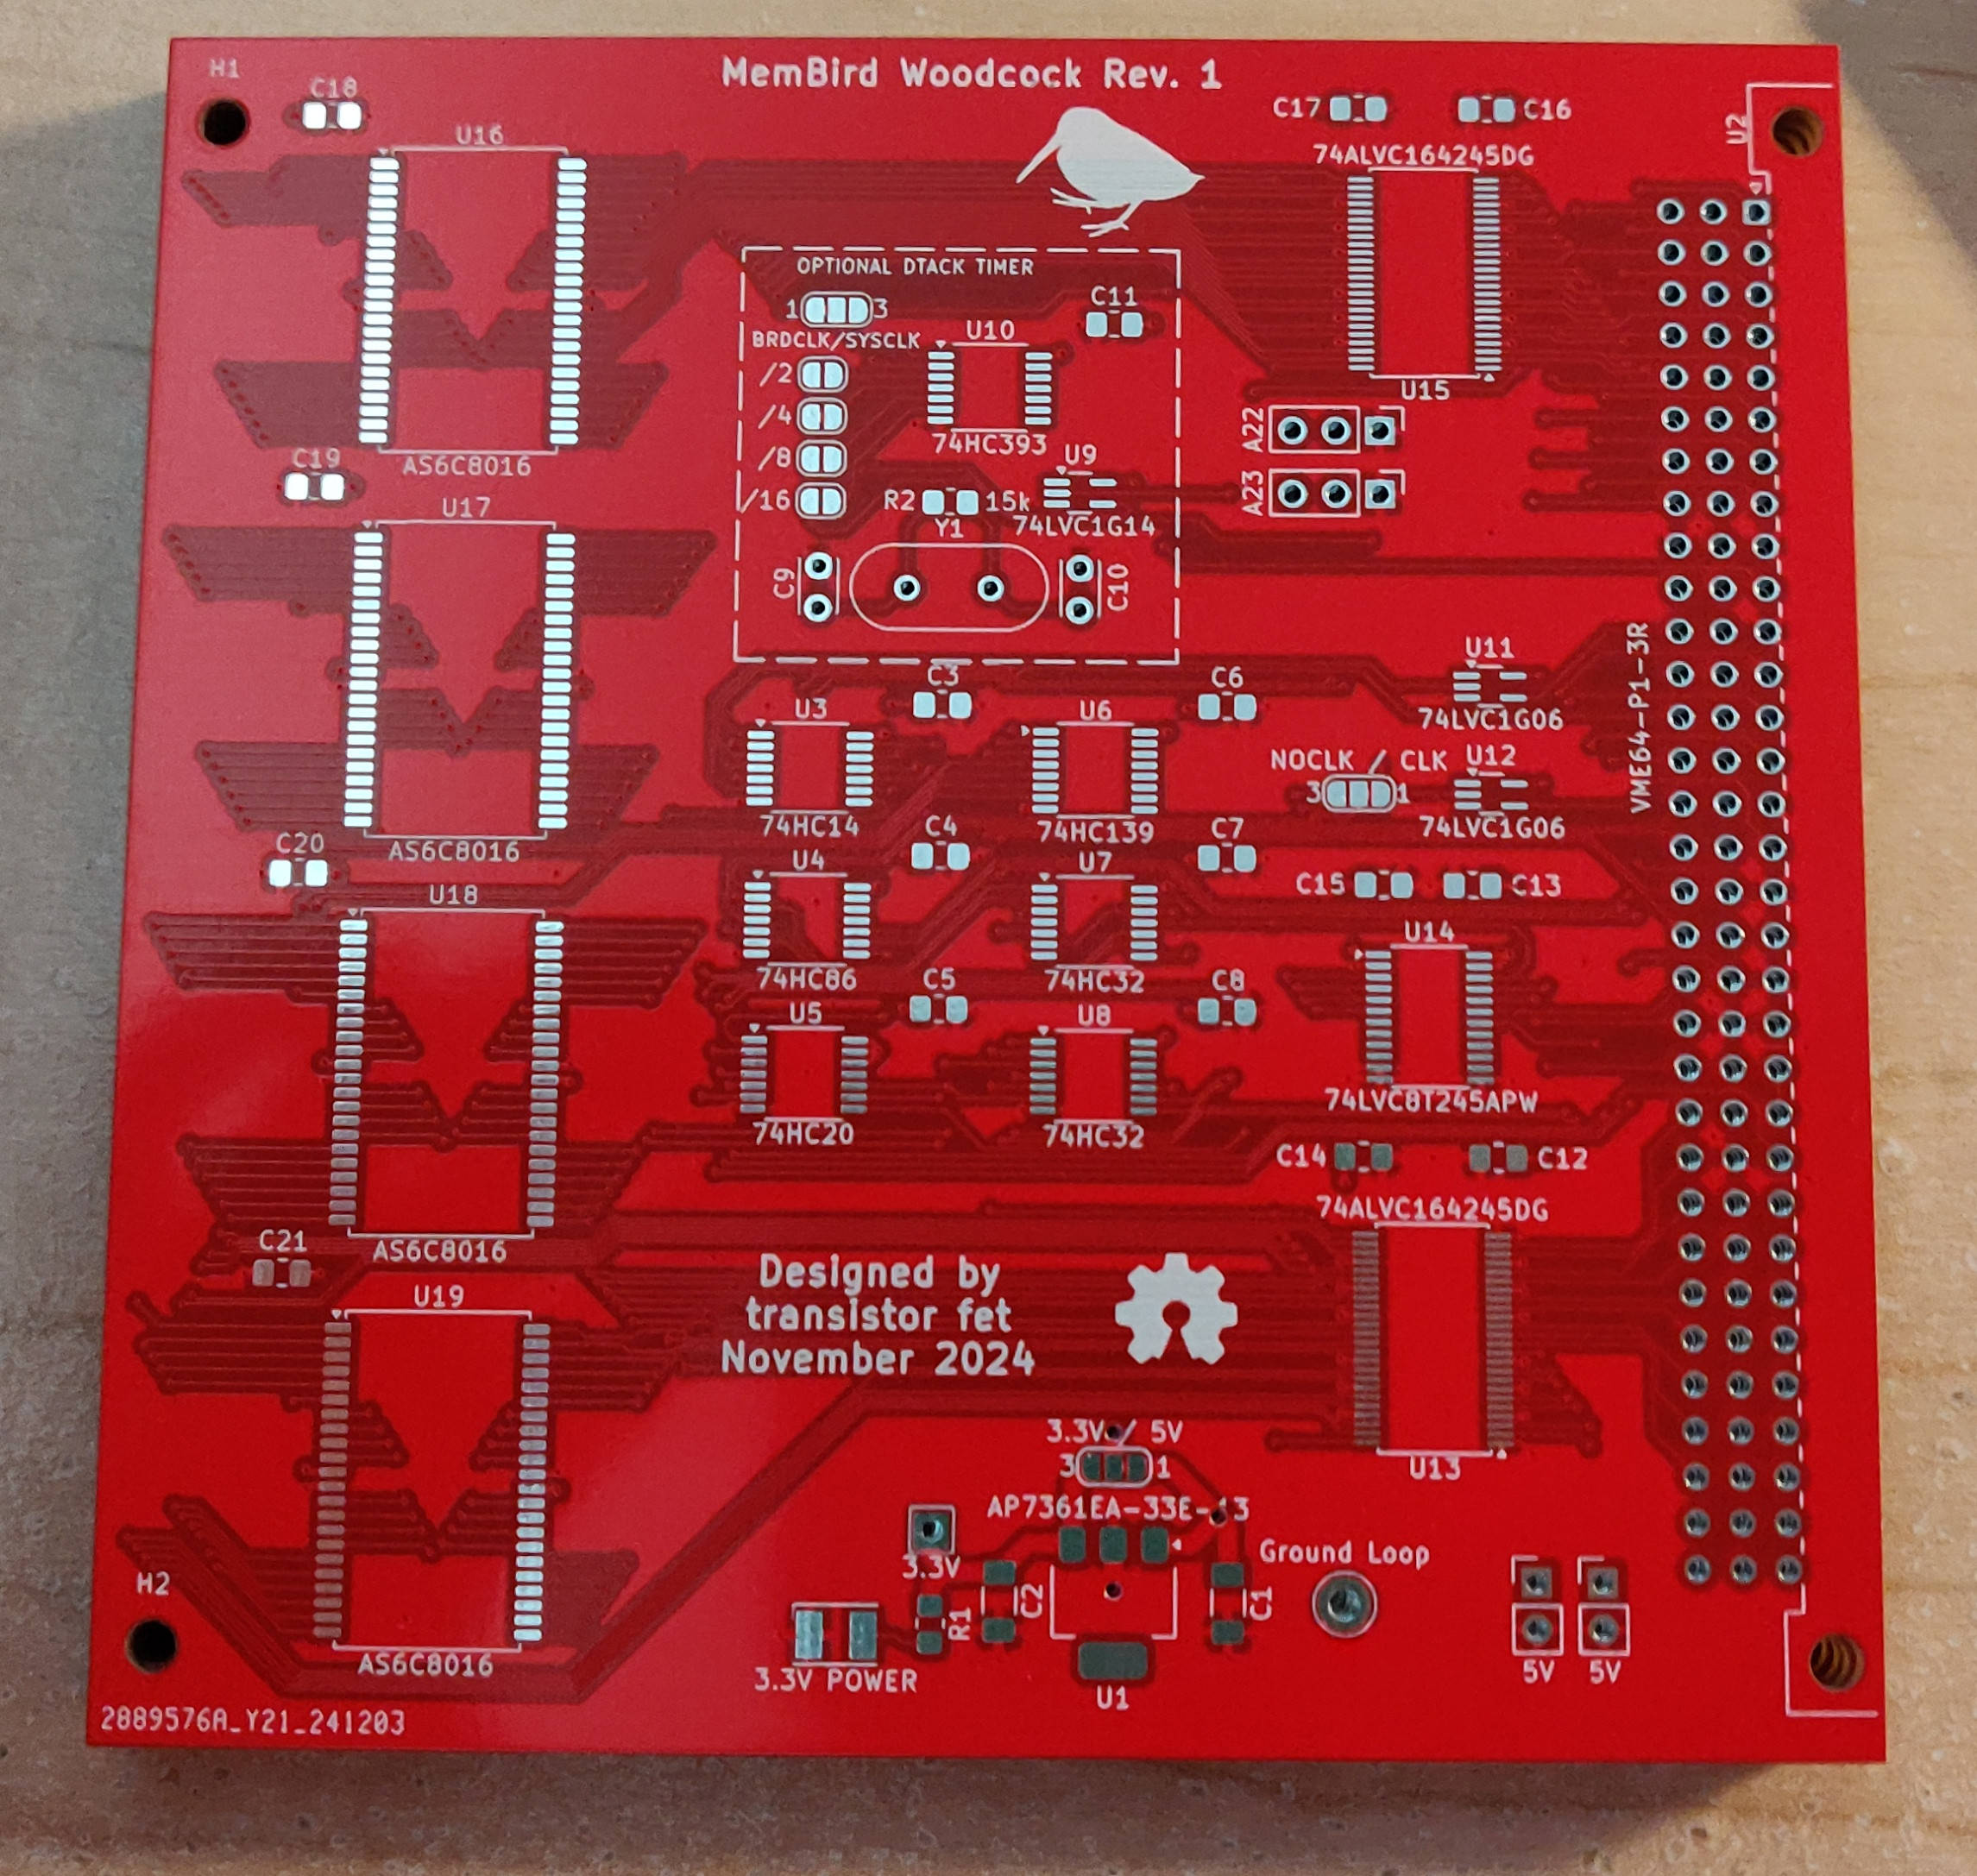 MemBird Woodcock Rev. 1
H1
C18
U16
AS6C8016
C19
U17
AS6C8016
C20
U18
AS6C8016
C21
U19
AS6C8016
H2
2889576A_Y21_241203
OPTIONAL DTACK TIMER
1 3
BRDCLK/SYSCLK
/2
/4
/8
/16
C11
U10
74HC393
U9
74LVC1G14
R2 15k
Y1
C9
C10
C17 C16
74ALVC164245DG
U15
U2
A22
A23
C3
U3
74HC14
C6
U6
74HC139
U11
74LVC1G06
NOCLK / CLK
3 1
U12
74LVC1G06
VME64-P1-3R
C4
U4
74HC86
C7
U7
74HC32
C15 C13
U14
74LVC8T245APW
C5
U5
74HC20
C8
U8
74HC32
C14 C12
74ALVC164245DG
U13
Designed by
transistor fet
November 2024
3.3V / 5V
3 1
AP7361EA-33E-13
3.3V
C2
C1
R1
3.3V POWER
U1
Ground Loop
5V 5V